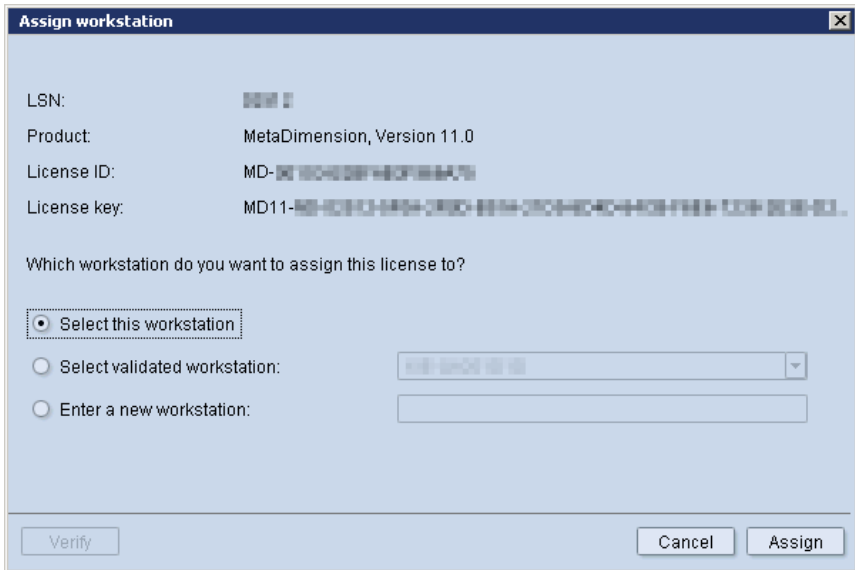 Assign workstation
LSN:
Product: MetaDimension, Version 11.0
License ID: MD-
License key: MD11-
Which workstation do you want to assign this license to?
Select this workstation
Select validated workstation:
Enter a new workstation:
Verify Cancel Assign